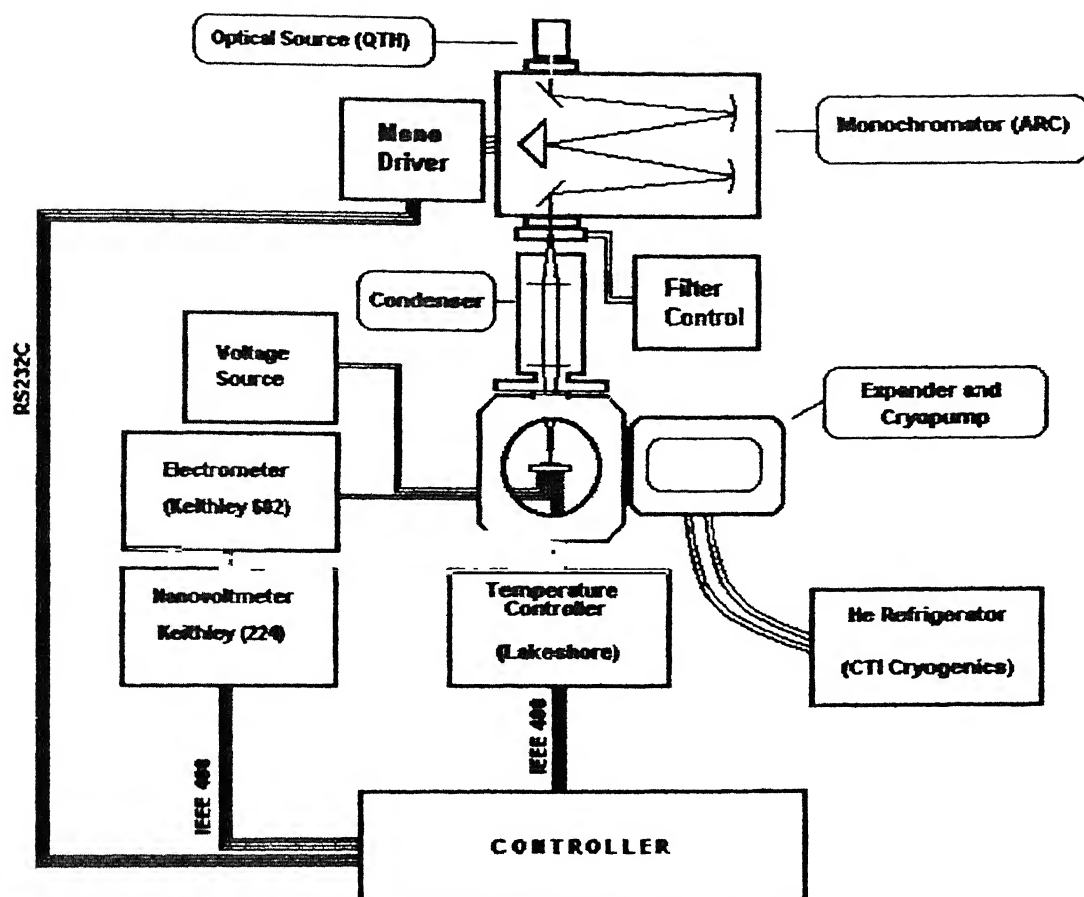 Optical Source (QTH)
Mono
Driver
Monochromator (ARC)
Condenser
Filter
Control
Voltage
Source
Expander and
Cryopump
RS232C
Electrometer
(Keithley 602)
Nanovoltmeter
Keithley (224)
Temperature
Controller
(Lakeshore)
He Refrigerator
(CTI Cryogenics)
IEEE 488
IEEE 488
CONTROLLER